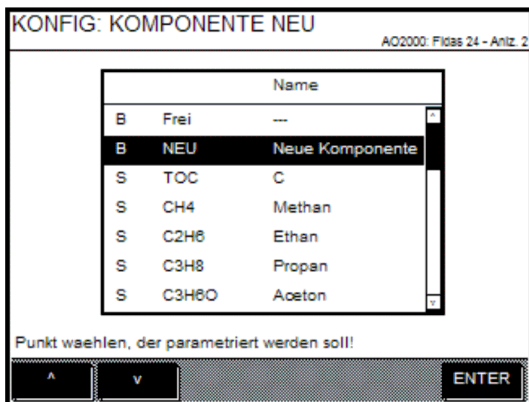 KONFIG: KOMPONENTE NEU
AO2000: Fidas 24 - Anlz. 2
Name
B Frei ---
B NEU Neue Komponente
S TOC C
S CH4 Methan
S C2H6 Ethan
S C3H8 Propan
S C3H6O Aceton
Punkt waehlen, der parametriert werden soll!
^ v ENTER